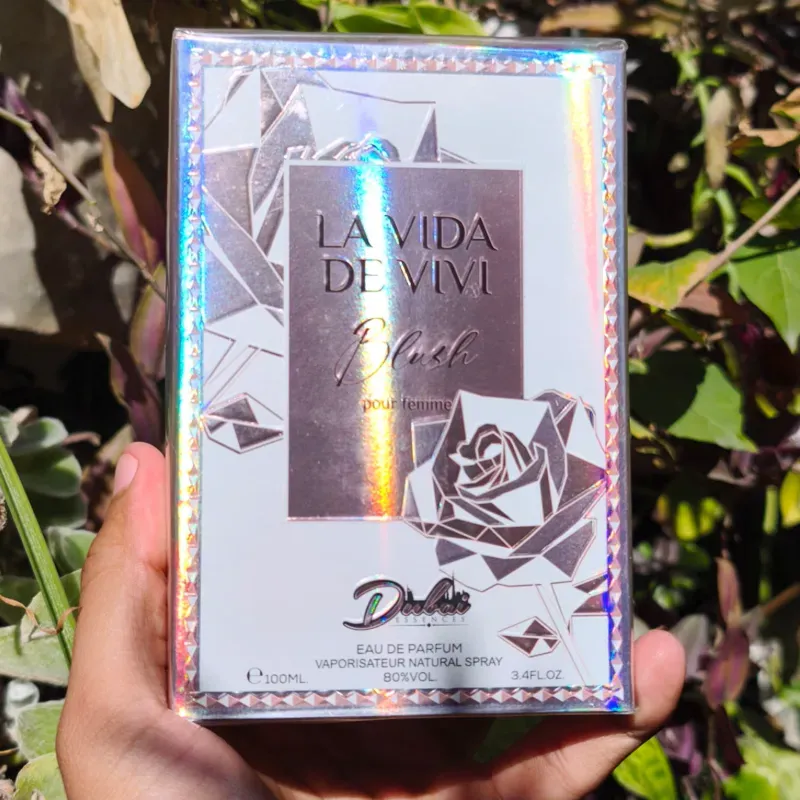 LA VIDA
DE VIVI
Blush
pour femme
Dubai
ESSENCES
EAU DE PARFUM
VAPORISATEUR NATURAL SPRAY
℮100ML. 80%VOL. 3.4FL.OZ.